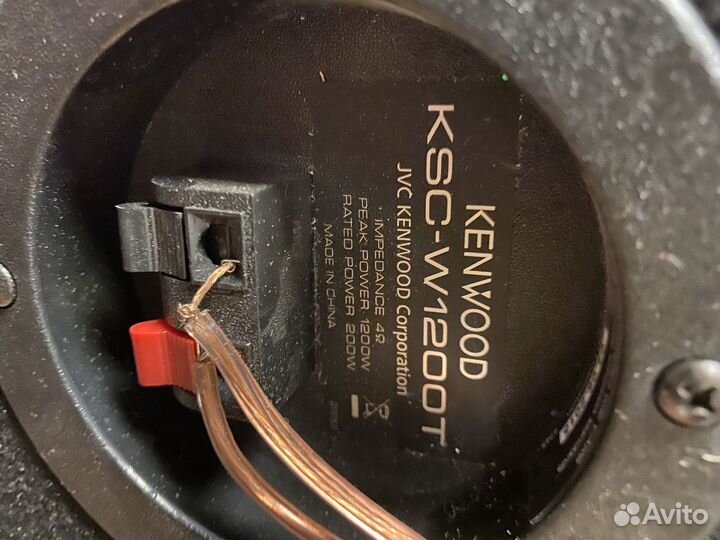 KENWOOD
KSC-W1200T
JVC KENWOOD Corporation
IMPEDANCE 4Ω
PEAK POWER 1200W
RATED POWER 200W
MADE IN CHINA
Avito